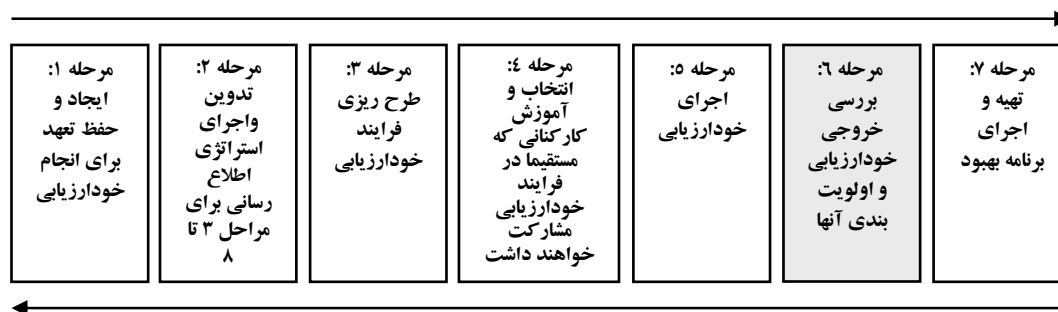 مرحله ۱:
ایجاد و
حفظ تعهد
برای انجام
خودارزیابی
مرحله ۲:
تدوین
واجرای
استراتژی
اطلاع
رسانی برای
مراحل ۳ تا
۸
مرحله ۳:
طرح ریزی
فرایند
خودارزیابی
مرحله ٤:
انتخاب و
آموزش
کارکنانی که
مستقیما در
فرایند
خودارزیابی
مشارکت
خواهند داشت
مرحله ٥:
اجرای
خودارزیابی
مرحله ٦:
بررسی
خروجی
خودارزیابی
و اولویت
بندی آنها
مرحله ۷:
تهیه و
اجرای
برنامه بهبود